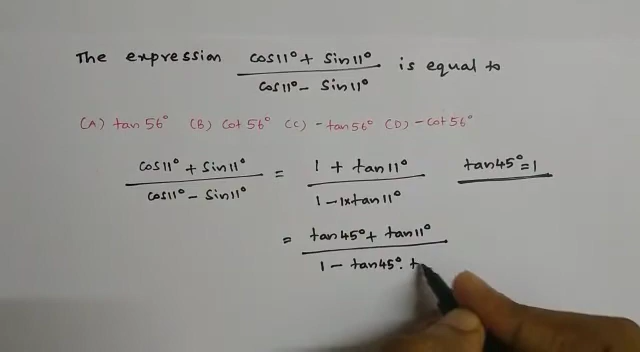 The expression cos11° + sin11° / cos11° - sin11° is equal to
(A) tan 56° (B) cot 56° (C) -tan 56° (D) -cot 56°
cos11° + sin11° / cos11° - sin11° = 1 + tan11° / 1 - 1×tan11° tan45° = 1
= tan45° + tan11° / 1 - tan45° . t